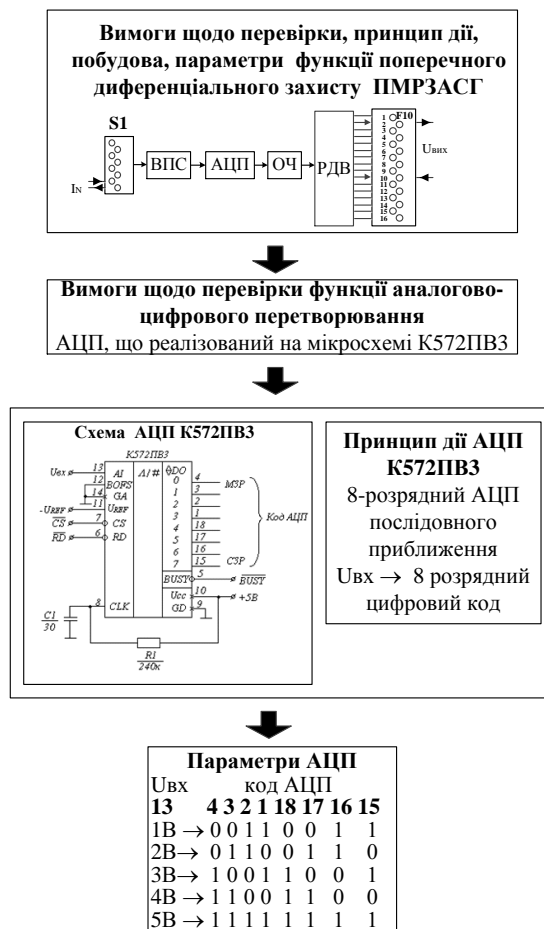 Вимоги щодо перевірки, принцип дії,
побудова, параметри функції поперечного
диференціального захисту ПМРЗАСГ
S1
IN
ВПС
АЦП
ОЧ
РДВ
F10
1
2
3
4
5
6
7
8
9
10
11
12
13
14
15
16
Uвих
Вимоги щодо перевірки функції аналогово-
цифрового перетворювання
АЦП, що реалізований на мікросхемі К572ПВ3
Схема АЦП К572ПВ3
К572ПВ3
Uвх 13 AI Λ/# DO
12 BOFS 0 4 МЗР
14 GA 1 3
-UREF 11 UREF 2 2
CS 7 CS 3 1 Код АЦП
RD 6 RD 4 18
5 17
6 16
7 15 СЗР
BUSY 5 BUSY
Ucc 10 +5В
8 CLK GD 9
C1
30
R1
240к
Принцип дії АЦП
К572ПВ3
8-розрядний АЦП
послідовного
приближення
Uвх → 8 розрядний
цифровий код
Параметри АЦП
Uвх код АЦП
13 4 3 2 1 18 17 16 15
1В → 0 0 1 1 0 0 1 1
2В→ 0 1 1 0 0 1 1 0
3В→ 1 0 0 1 1 0 0 1
4В→ 1 1 0 0 1 1 0 0
5В→ 1 1 1 1 1 1 1 1